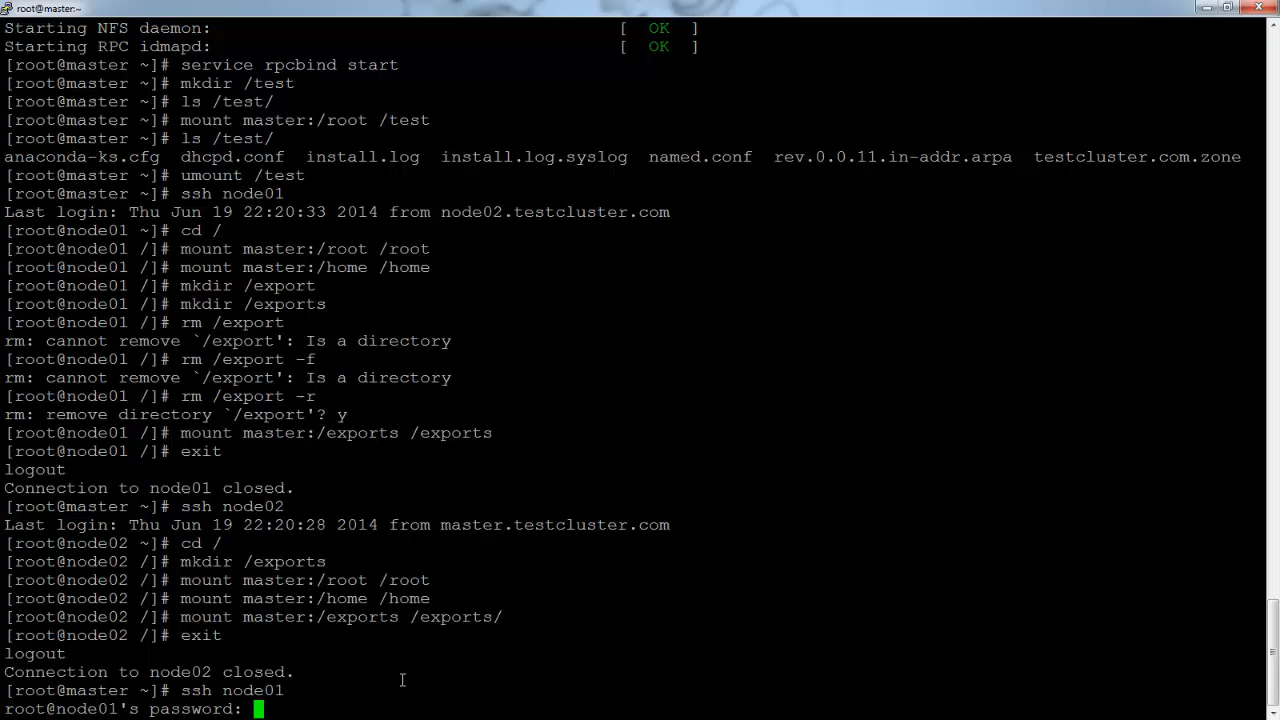 root@master:~
Starting NFS daemon: [ OK ]
Starting RPC idmapd: [ OK ]
[root@master ~]# service rpcbind start
[root@master ~]# mkdir /test
[root@master ~]# ls /test/
[root@master ~]# mount master:/root /test
[root@master ~]# ls /test/
anaconda-ks.cfg dhcpd.conf install.log install.log.syslog named.conf rev.0.0.11.in-addr.arpa testcluster.com.zone
[root@master ~]# umount /test
[root@master ~]# ssh node01
Last login: Thu Jun 19 22:20:33 2014 from node02.testcluster.com
[root@node01 ~]# cd /
[root@node01 /]# mount master:/root /root
[root@node01 /]# mount master:/home /home
[root@node01 /]# mkdir /export
[root@node01 /]# mkdir /exports
[root@node01 /]# rm /export
rm: cannot remove `/export': Is a directory
[root@node01 /]# rm /export -f
rm: cannot remove `/export': Is a directory
[root@node01 /]# rm /export -r
rm: remove directory `/export'? y
[root@node01 /]# mount master:/exports /exports
[root@node01 /]# exit
logout
Connection to node01 closed.
[root@master ~]# ssh node02
Last login: Thu Jun 19 22:20:28 2014 from master.testcluster.com
[root@node02 ~]# cd /
[root@node02 /]# mkdir /exports
[root@node02 /]# mount master:/root /root
[root@node02 /]# mount master:/home /home
[root@node02 /]# mount master:/exports /exports/
[root@node02 /]# exit
logout
Connection to node02 closed.
[root@master ~]# ssh node01
root@node01's password: